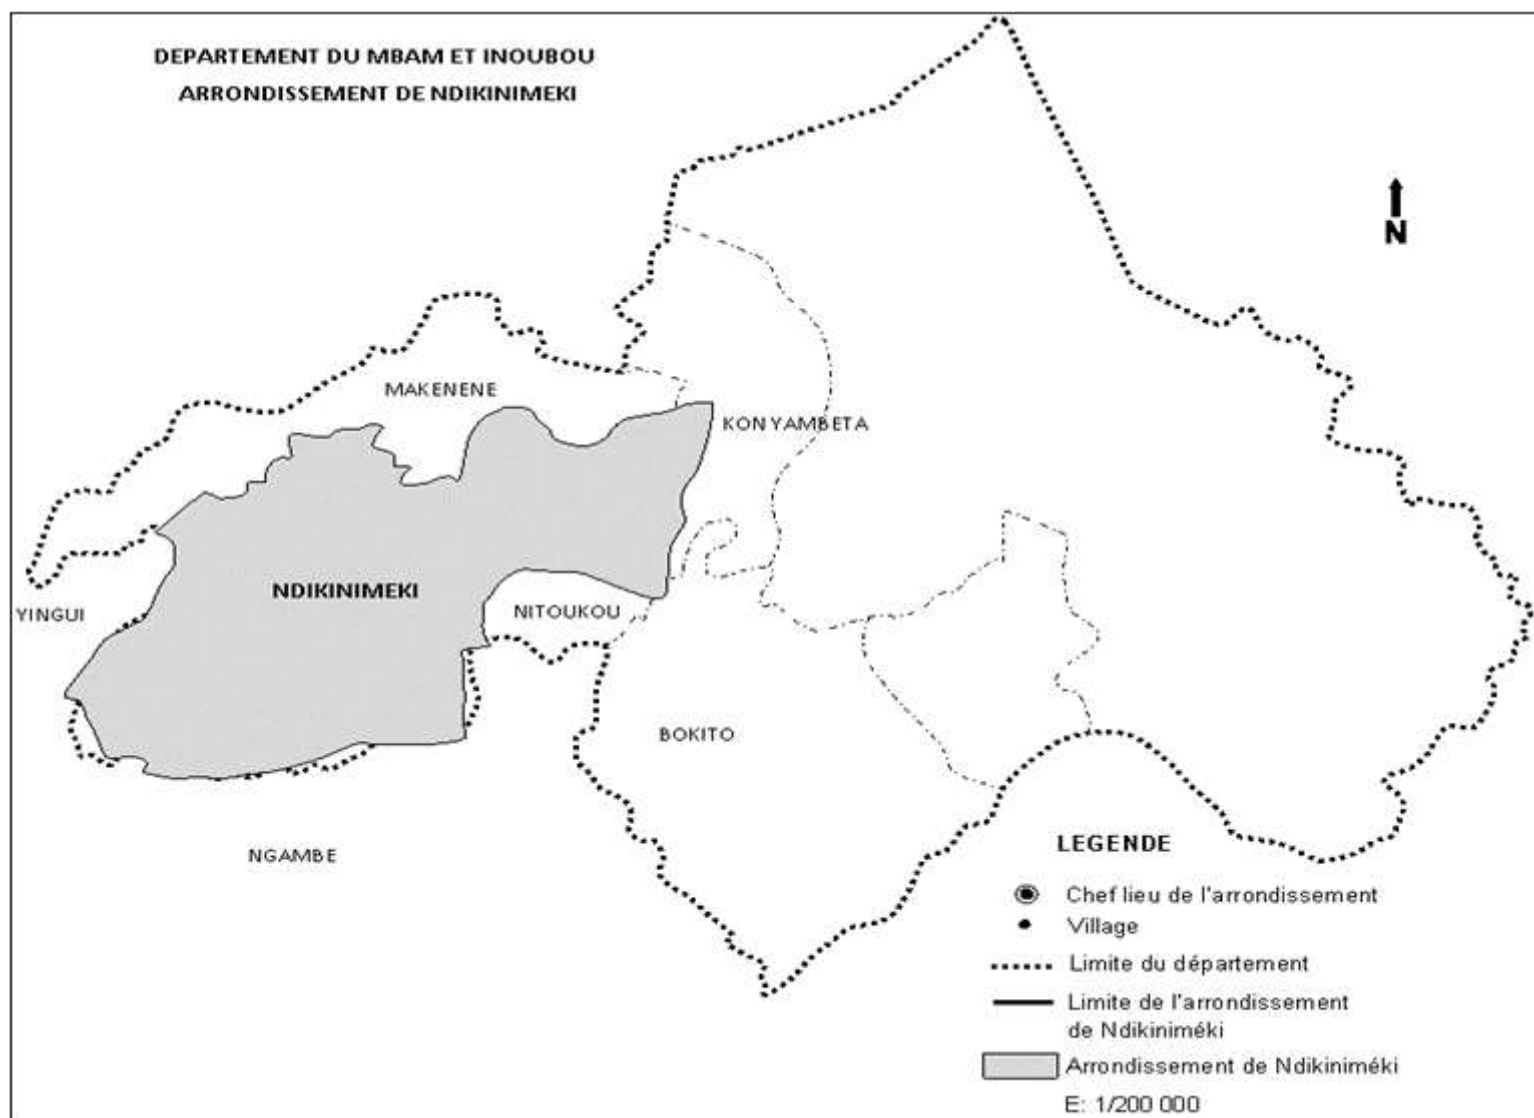 DEPARTEMENT DU MBAM ET INOUBOU
ARRONDISSEMENT DE NDIKINIMEKI
N
MAKENENE
KON YAMBETA
NDIKINIMEKI
NITOUKOU
YINGUI
BOKITO
NGAMBE
LEGENDE
Chef lieu de l'arrondissement
Village
Limite du département
Limite de l'arrondissement
de Ndikiniméki
Arrondissement de Ndikiniméki
E: 1/200 000